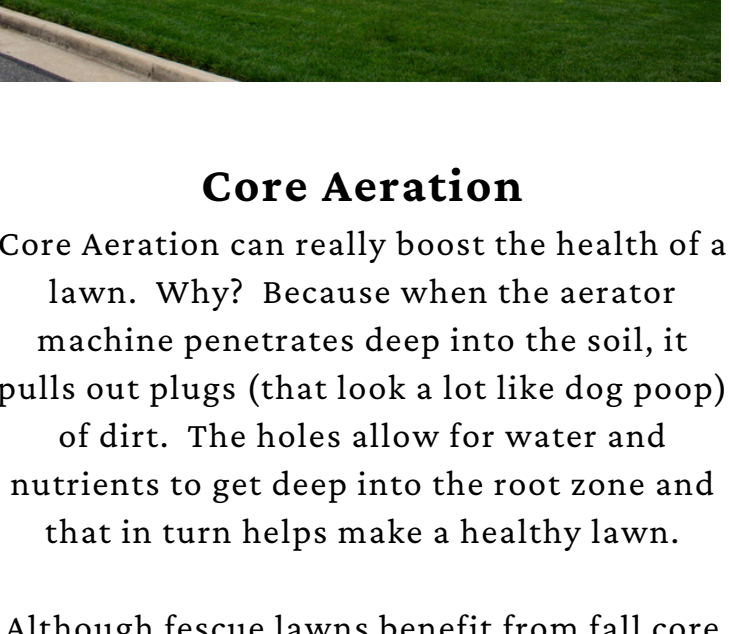 Core Aeration
Core Aeration can really boost the health of a
lawn.  Why?  Because when the aerator
machine penetrates deep into the soil, it
pulls out plugs (that look a lot like dog poop)
of dirt.  The holes allow for water and
nutrients to get deep into the root zone and
that in turn helps make a healthy lawn.
Although fescue lawns benefit from fall core